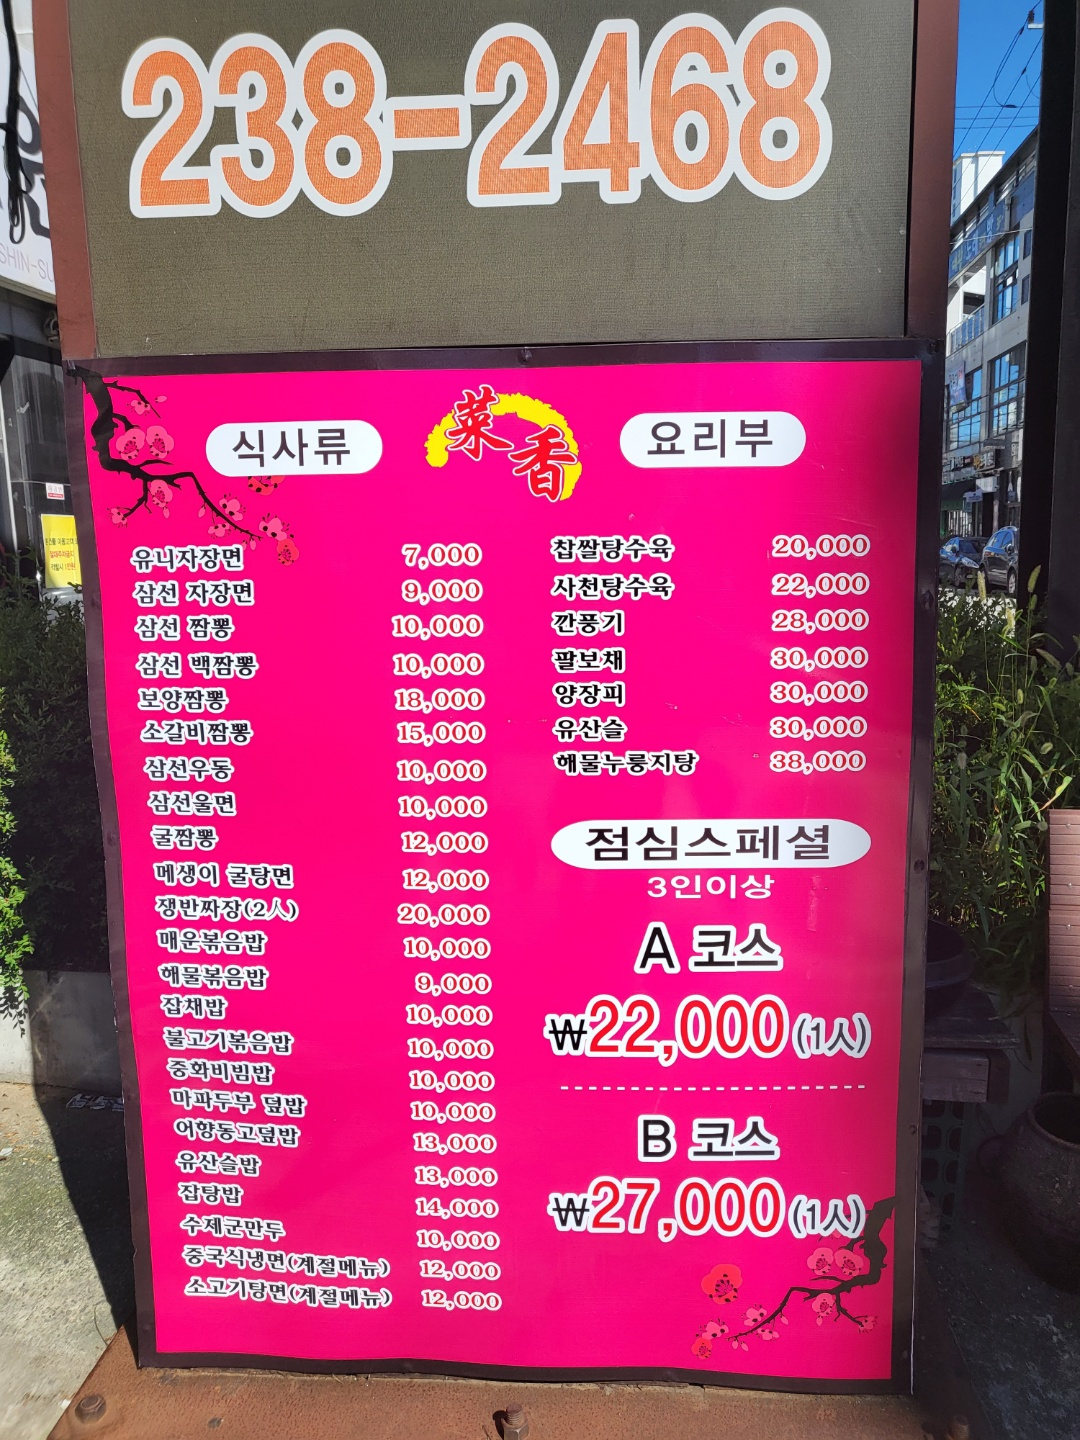 238-2468
菜香
식사류
유니자장면 7,000
삼선 자장면 9,000
삼선 짬뽕 10,000
삼선 백짬뽕 10,000
보양짬뽕 18,000
소갈비짬뽕 15,000
삼선우동 10,000
삼선울면 10,000
굴짬뽕 12,000
메생이 굴탕면 12,000
쟁반짜장(2人) 20,000
매운볶음밥 10,000
해물볶음밥 9,000
잡채밥 10,000
불고기볶음밥 10,000
중화비빔밥 10,000
마파두부 덮밥 10,000
어향동고덮밥 13,000
유산슬밥 13,000
잡탕밥 14,000
수제군만두 10,000
중국식냉면(계절메뉴) 12,000
소고기탕면(계절메뉴) 12,000
요리부
찹쌀탕수육 20,000
사천탕수육 22,000
깐풍기 28,000
팔보채 30,000
양장피 30,000
유산슬 30,000
해물누룽지탕 38,000
점심스페셜
3인이상
A 코스
₩22,000(1人)
B 코스
₩27,000(1人)
SHIN-SU